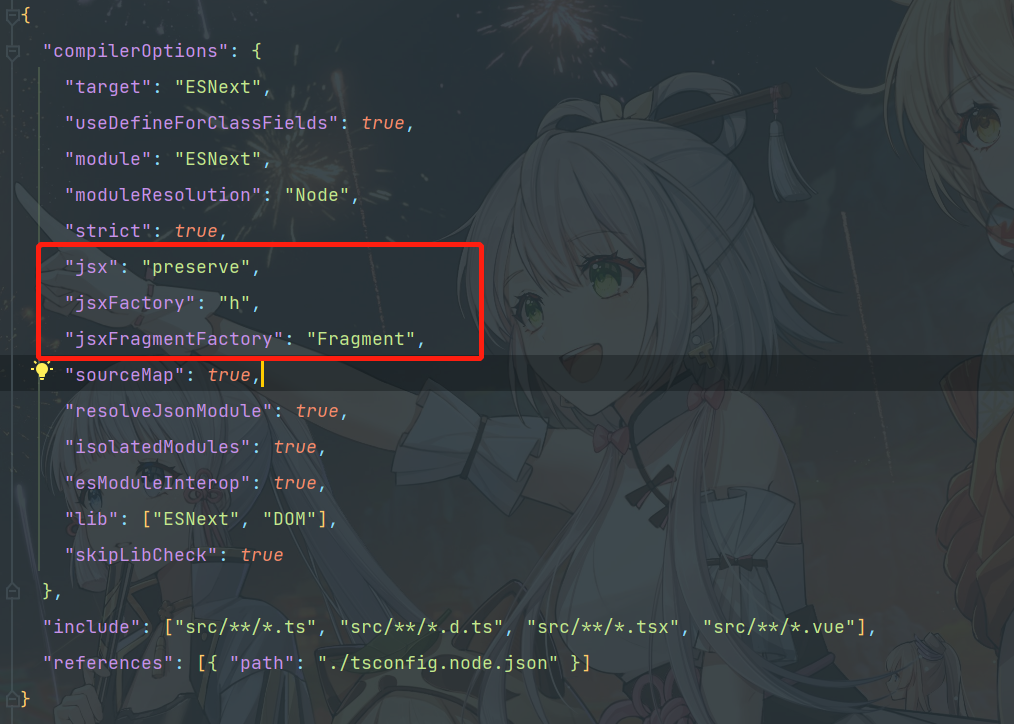 {
"compilerOptions": {
"target": "ESNext",
"useDefineForClassFields": true,
"module": "ESNext",
"moduleResolution": "Node",
"strict": true,
"jsx": "preserve",
"jsxFactory": "h",
"jsxFragmentFactory": "Fragment",
"sourceMap": true,
"resolveJsonModule": true,
"isolatedModules": true,
"esModuleInterop": true,
"lib": ["ESNext", "DOM"],
"skipLibCheck": true
},
"include": ["src/**/*.ts", "src/**/*.d.ts", "src/**/*.tsx", "src/**/*.vue"],
"references": [{ "path": "./tsconfig.node.json" }]
}